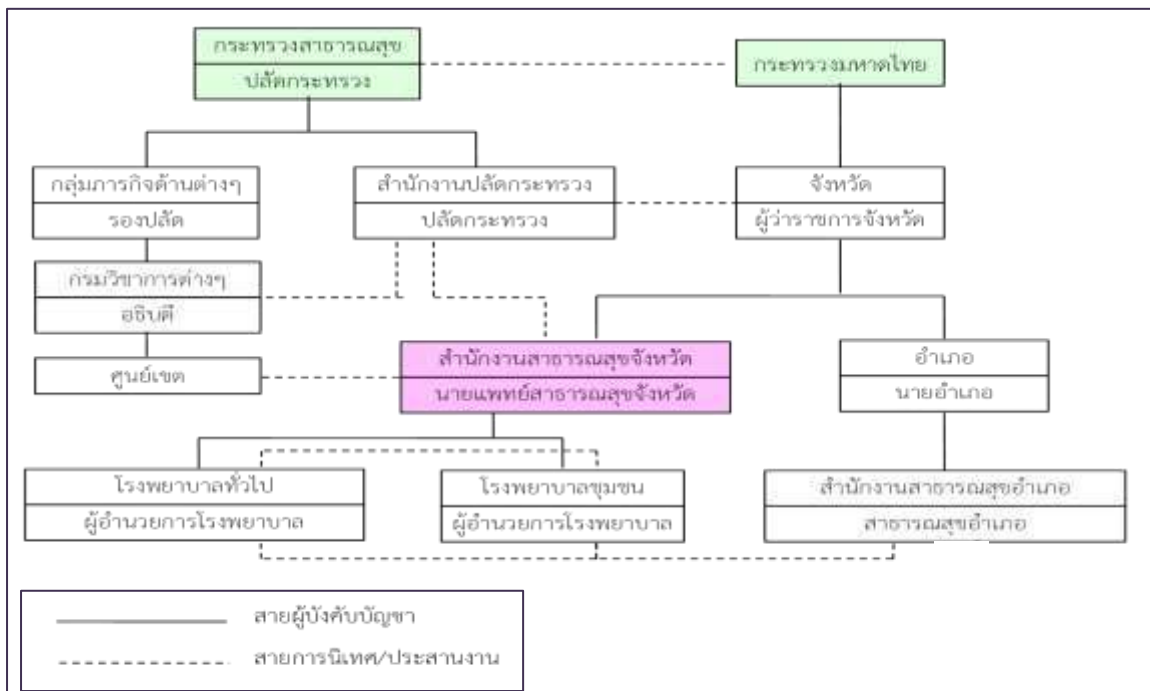 กระทรวงสาธารณสุข
ปลัดกระทรวง
กระทรวงมหาดไทย
กลุ่มภารกิจด้านต่างๆ
รองปลัด
สำนักงานปลัดกระทรวง
ปลัดกระทรวง
จังหวัด
ผู้ว่าราชการจังหวัด
กรมวิชาการต่างๆ
อธิบดี
ศูนย์เขต
สำนักงานสาธารณสุขจังหวัด
นายแพทย์สาธารณสุขจังหวัด
อำเภอ
นายอำเภอ
โรงพยาบาลทั่วไป
ผู้อำนวยการโรงพยาบาล
โรงพยาบาลชุมชน
ผู้อำนวยการโรงพยาบาล
สำนักงานสาธารณสุขอำเภอ
สาธารณสุขอำเภอ
สายผู้บังคับบัญชา
สายการนิเทศ/ประสานงาน